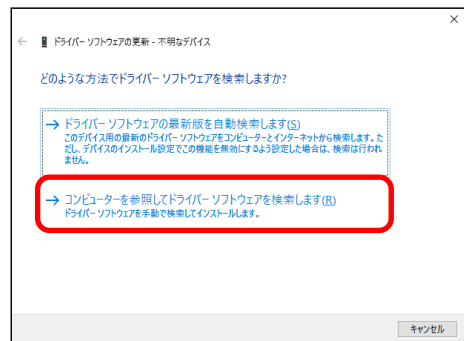 ドライバー ソフトウェアの更新 - 不明なデバイス
どのような方法でドライバー ソフトウェアを検索しますか?
→ ドライバー ソフトウェアの最新版を自動検索します(S)
このデバイス用の最新のドライバー ソフトウェアをコンピューターとインターネットから検索します。た
だし、デバイスのインストール設定でこの機能を無効にするよう設定した場合は、検索は行われ
ません。
→ コンピューターを参照してドライバー ソフトウェアを検索します(R)
ドライバー ソフトウェアを手動で検索してインストールします。
キャンセル